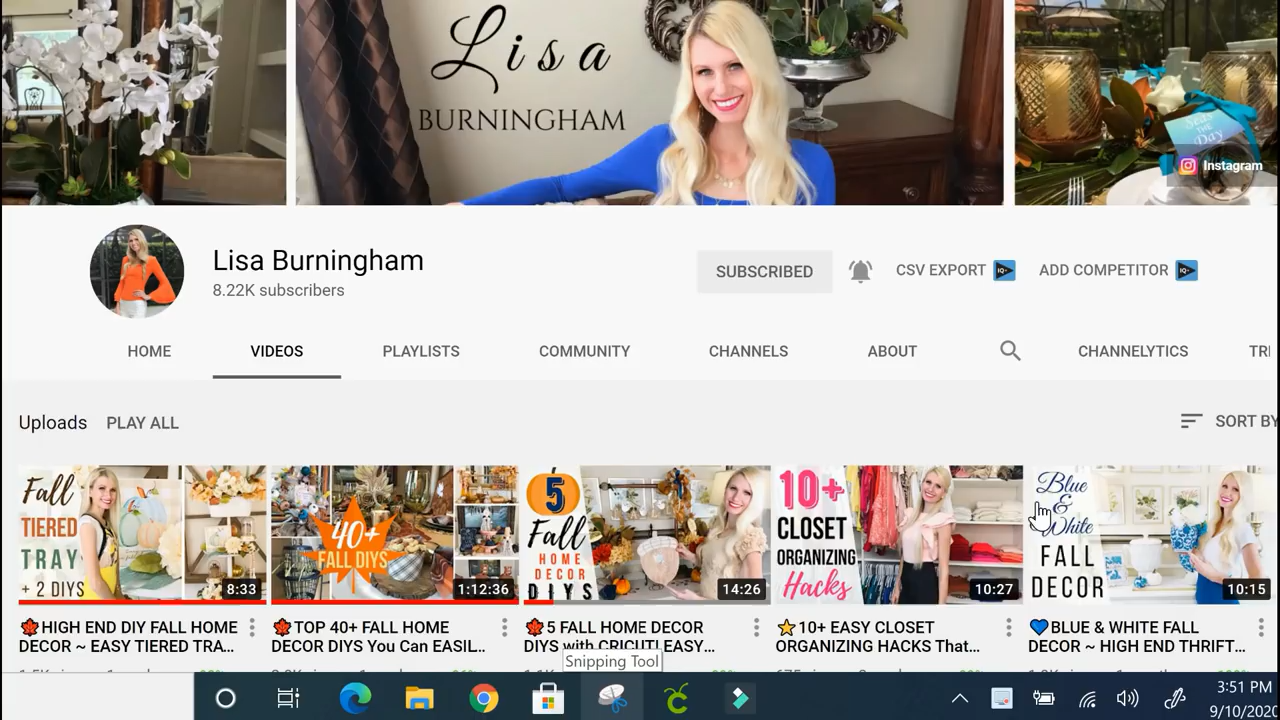 Lisa
BURNINGHAM
Seas
THE
Day
Instagram
Lisa Burningham
8.22K subscribers
SUBSCRIBED
CSV EXPORT IQ
ADD COMPETITOR IQ
HOME
VIDEOS
PLAYLISTS
COMMUNITY
CHANNELS
ABOUT
CHANNELYTICS
Uploads
PLAY ALL
SORT BY
Fall
TIERED
TRAY
+ 2 DIYS
8:33
40+
FALL DIYS
1:12:36
5
Fall
HOME
DECOR
DIYS
14:26
10+
CLOSET
ORGANIZING
Hacks
10:27
Blue
&
White
FALL
DECOR
10:15
🍁HIGH END DIY FALL HOME
DECOR ~ EASY TIERED TRA...
🍁TOP 40+ FALL HOME
DECOR DIYS You Can EASIL...
🍁5 FALL HOME DECOR
DIYS with CRICUT! EASY...
⭐10+ EASY CLOSET
ORGANIZING HACKS That...
💙BLUE & WHITE FALL
DECOR ~ HIGH END THRIFT...
Snipping Tool
3:51 PM
9/10/2020